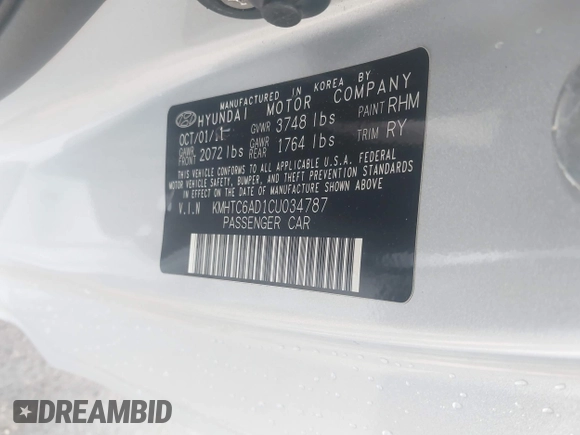 MANUFACTURED IN KOREA BY
HYUNDAI MOTOR COMPANY
OCT/01/11 GVWR 3748 lbs PAINT RHM
GAWR FRONT 2072 lbs GAWR REAR 1764 lbs TRIM RY
THIS VEHICLE CONFORMS TO ALL APPLICABLE U.S.A. FEDERAL
MOTOR VEHICLE SAFETY, BUMPER, AND THEFT PREVENTION STANDARDS
IN EFFECT ON THE DATE OF MANUFACTURE SHOWN ABOVE.
V.I.N KMHTC6AD1CU034787
PASSENGER CAR
DREAMBID